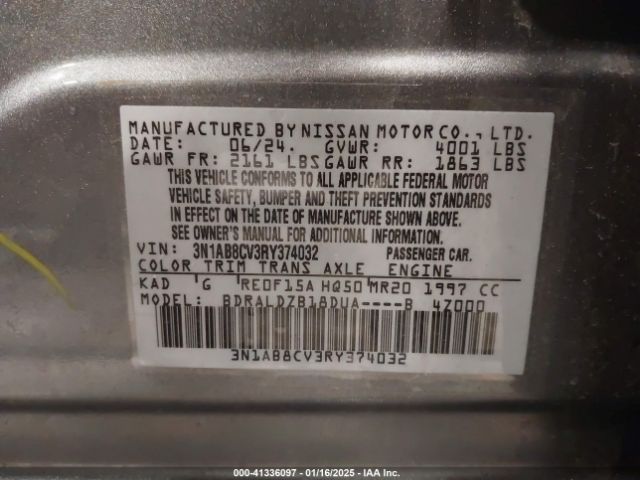 MANUFACTURED BY NISSAN MOTOR CO., LTD.
DATE: 06/24. GVWR: 4001 LBS
GAWR FR: 2161 LBS GAWR RR: 1863 LBS
THIS VEHICLE CONFORMS TO ALL APPLICABLE FEDERAL MOTOR
VEHICLE SAFETY, BUMPER AND THEFT PREVENTION STANDARDS
IN EFFECT ON THE DATE OF MANUFACTURE SHOWN ABOVE.
SEE OWNER'S MANUAL FOR ADDITIONAL INFORMATION.
VIN: 3N1AB8CV3RY374032 PASSENGER CAR.
COLOR TRIM TRANS AXLE ENGINE
KAD G RE0F15A HQ50 MR20 1997 CC
MODEL: BDRALDZB18DUA----B 4Z000
3N1AB8CV3RY374032
000-41336097 - 01/16/2025 - IAA Inc.